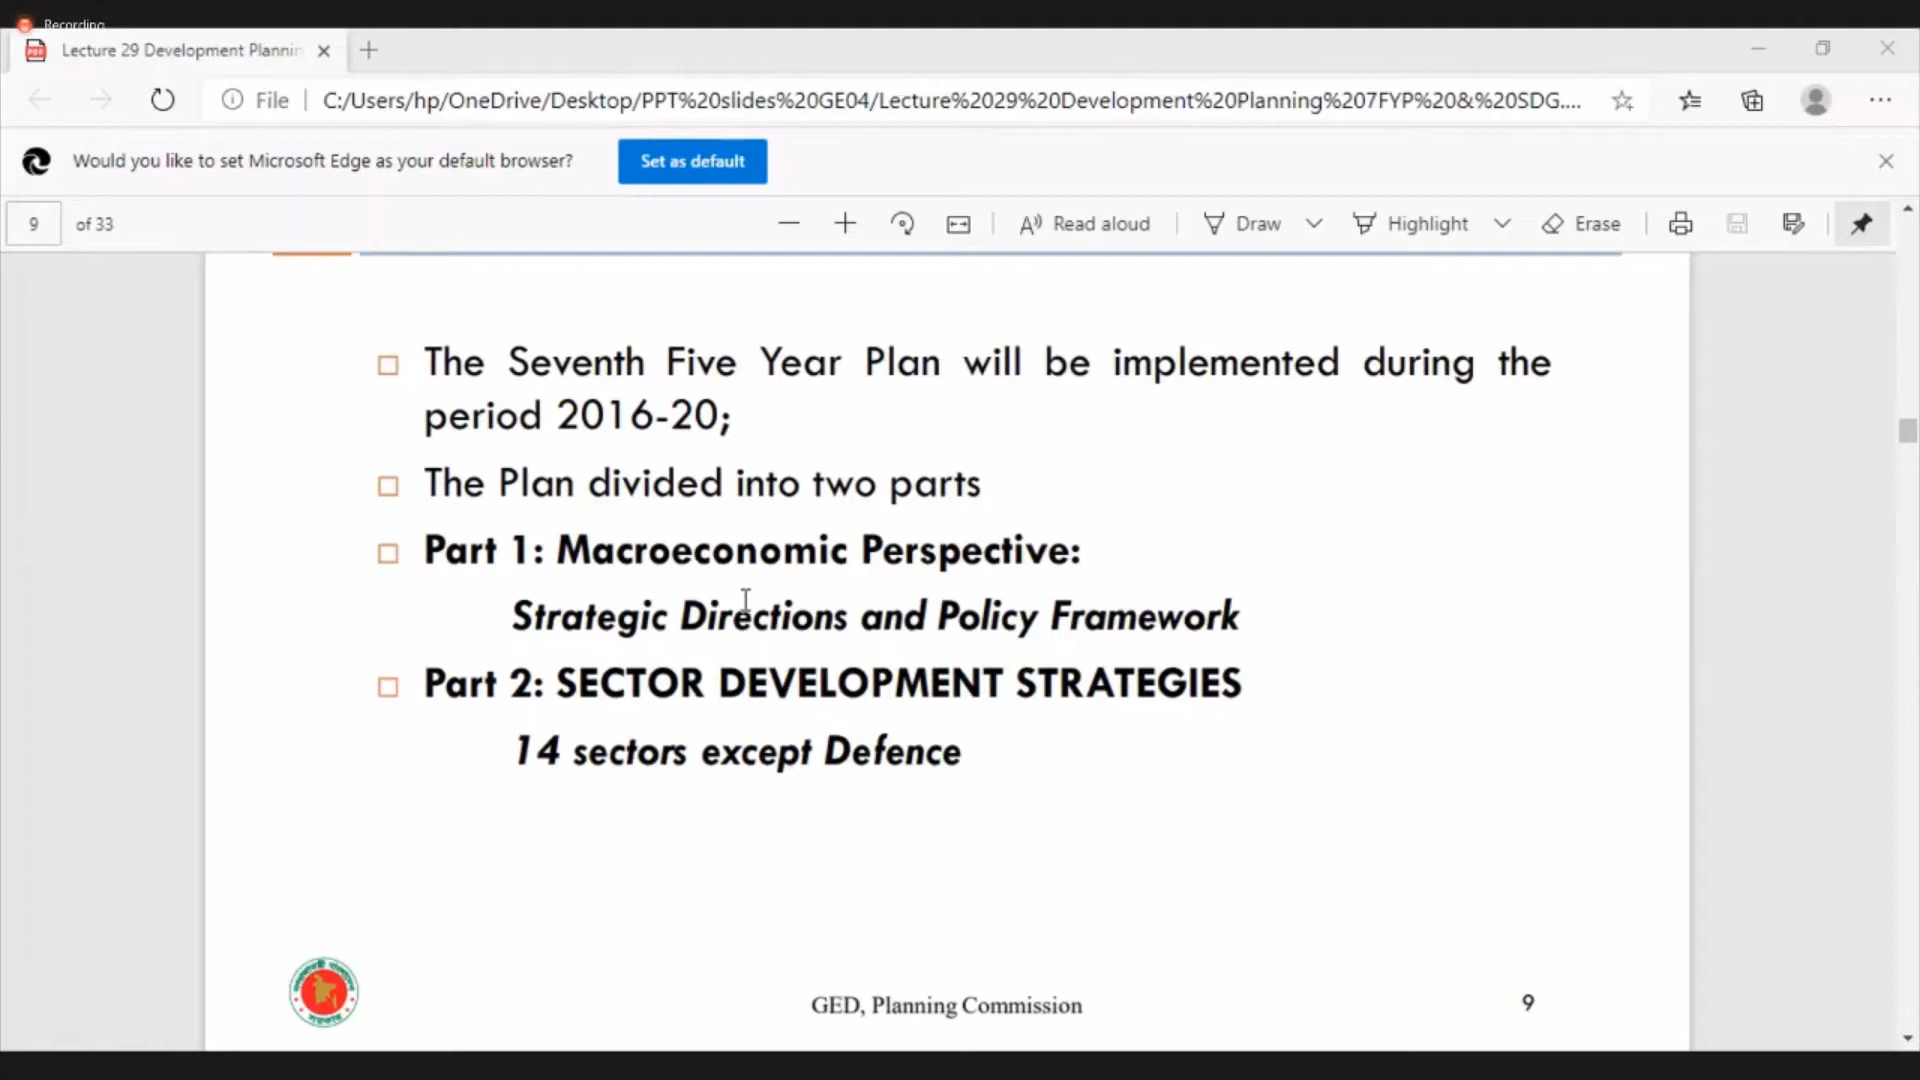 Recording
Lecture 29 Development Plannin
File
C:/Users/hp/OneDrive/Desktop/PPT%20slides%20GE04/Lecture%2029%20Development%20Planning%207FYP%20&%20SDG....
Would you like to set Microsoft Edge as your default browser?
Set as default
9 of 33
Read aloud
Draw
Highlight
Erase
The Seventh Five Year Plan will be implemented during the
period 2016-20;
The Plan divided into two parts
Part 1: Macroeconomic Perspective:
Strategic Directions and Policy Framework
Part 2: SECTOR DEVELOPMENT STRATEGIES
14 sectors except Defence
GED, Planning Commission
9